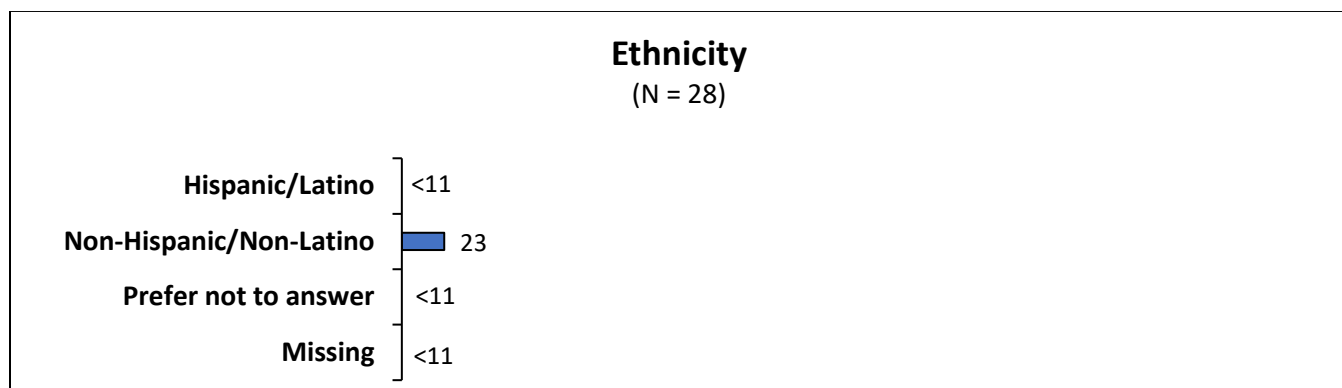 Ethnicity
(N = 28)
Hispanic/Latino <11
Non-Hispanic/Non-Latino 23
Prefer not to answer <11
Missing <11